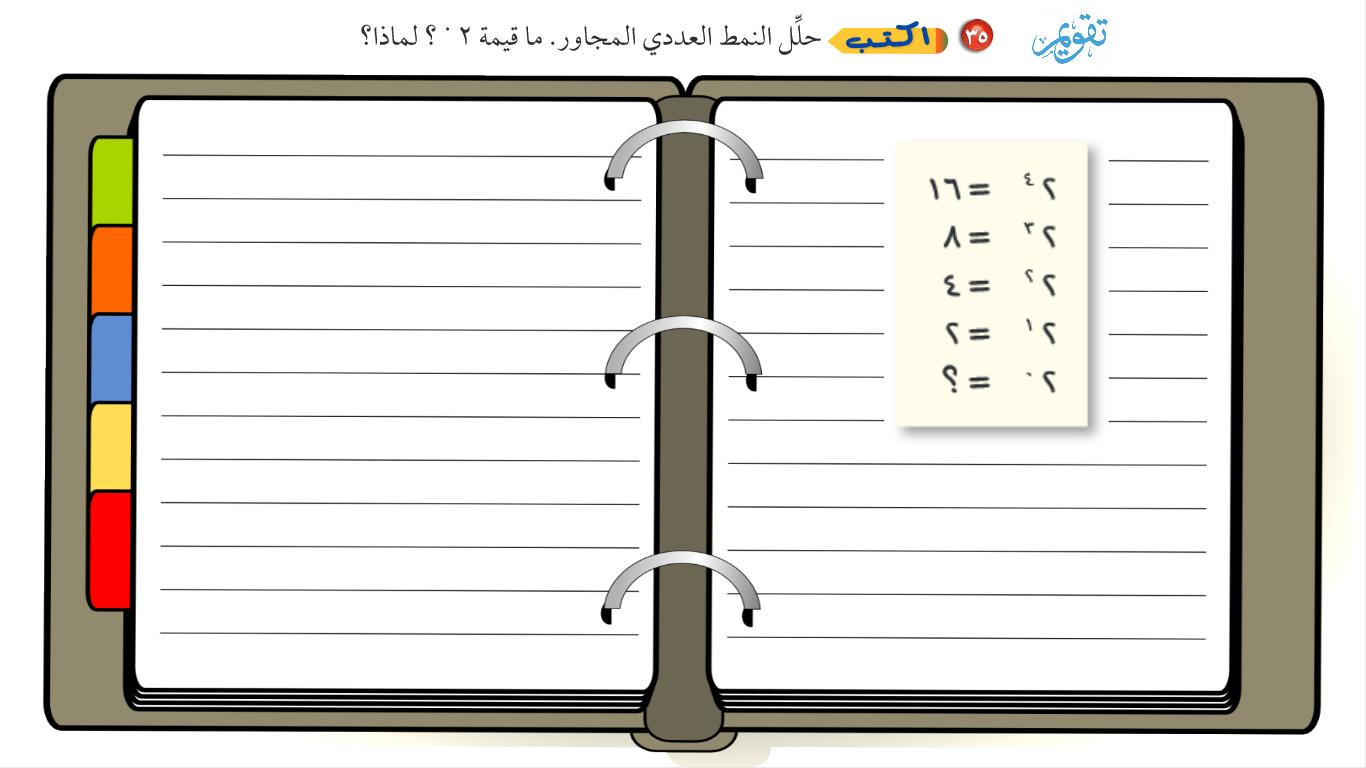 تقويم ٣٥ اكتب حلِّل النمط العددي المجاور. ما قيمة ٢ ٠ ؟ لماذا؟
٢ ٤ = ١٦
٢ ٣ = ٨
٢ ٢ = ٤
٢ ١ = ٢
٢ ٠ = ؟